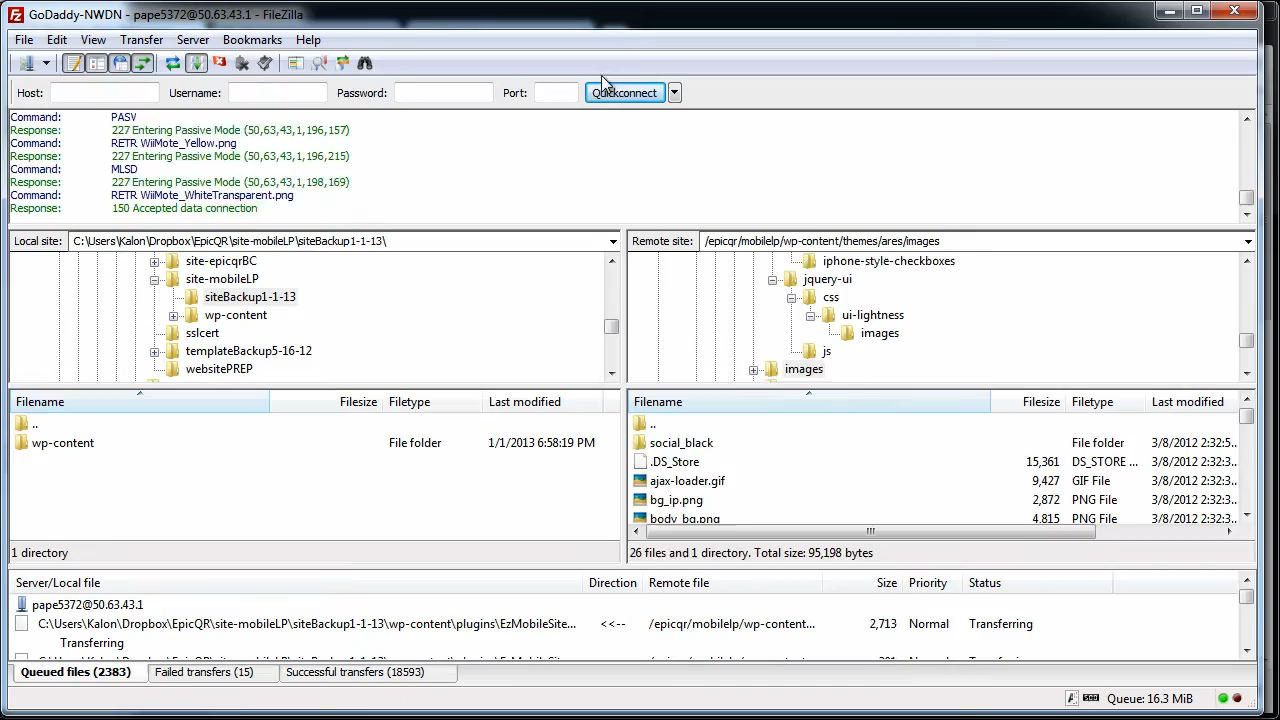 GoDaddy-NWDN - pape5372@50.63.43.1 - FileZilla
File Edit View Transfer Server Bookmarks Help
Host: Username: Password: Port: Quickconnect
Command: PASV
Response: 227 Entering Passive Mode (50,63,43,1,196,157)
Command: RETR WiiMote_Yellow.png
Response: 227 Entering Passive Mode (50,63,43,1,196,215)
Command: MLSD
Response: 227 Entering Passive Mode (50,63,43,1,198,169)
Command: RETR WiiMote_WhiteTransparent.png
Response: 150 Accepted data connection
Local site: C:\Users\Kalon\Dropbox\EpicQR\site-mobileLP\siteBackup1-1-13\
site-epicqrBC
site-mobileLP
siteBackup1-1-13
wp-content
sslcert
templateBackup5-16-12
websitePREP
Remote site: /epicqr/mobilelp/wp-content/themes/ares/images
iphone-style-checkboxes
jquery-ui
css
ui-lightness
images
js
images
Filename Filesize Filetype Last modified
..
wp-content File folder 1/1/2013 6:58:19 PM
1 directory
Filename Filesize Filetype Last modified
..
social_black File folder 3/8/2012 2:32:5...
.DS_Store 15,361 DS_STORE ... 3/8/2012 2:32:3...
ajax-loader.gif 9,427 GIF File 3/8/2012 2:32:3...
bg_ip.png 2,872 PNG File 3/8/2012 2:32:3...
body_bg.png 4,815 PNG File 3/8/2012 2:32:3...
26 files and 1 directory. Total size: 95,198 bytes
Server/Local file Direction Remote file Size Priority Status
pape5372@50.63.43.1
C:\Users\Kalon\Dropbox\EpicQR\site-mobileLP\siteBackup1-1-13\wp-content\plugins\EzMobileSite... <<-- /epicqr/mobilelp/wp-content... 2,713 Normal Transferring
Transferring
Queued files (2383) Failed transfers (15) Successful transfers (18593)
Queue: 16.3 MiB